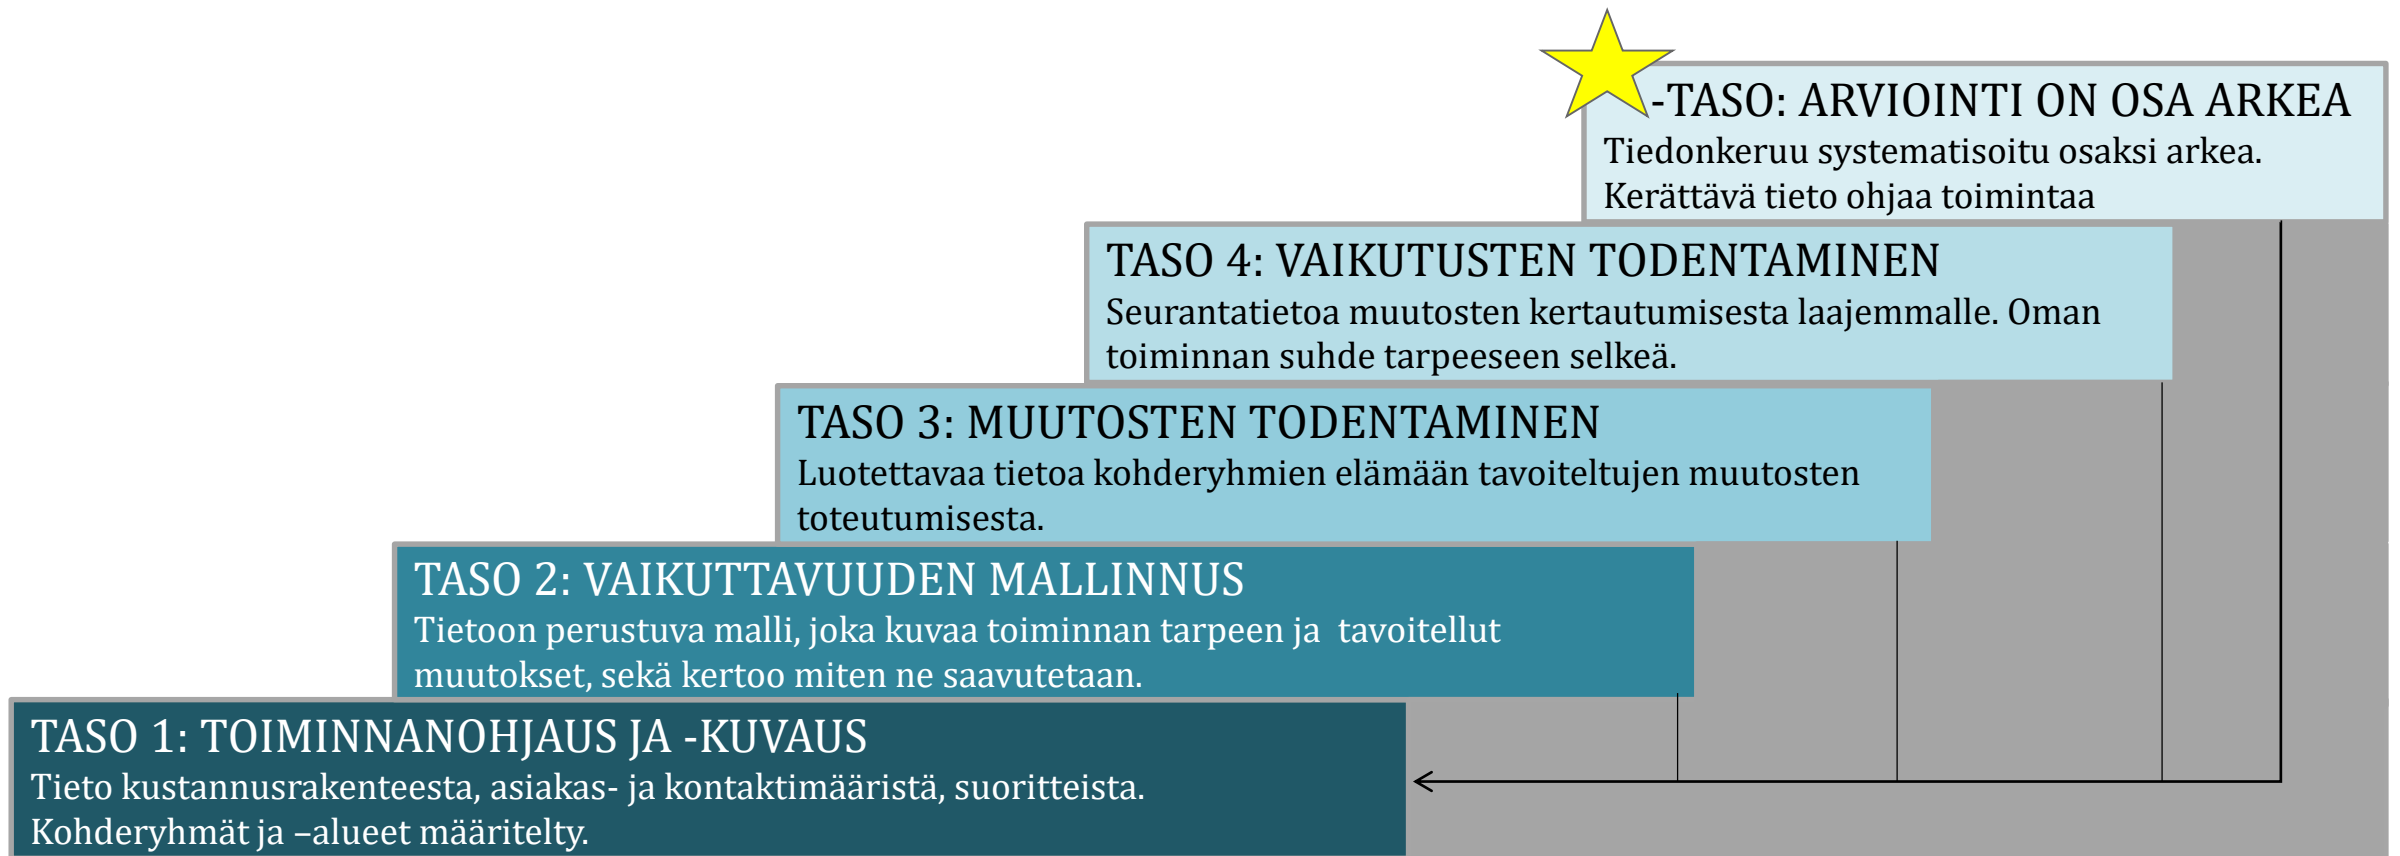 -TASO: ARVIOINTI ON OSA ARKEA
Tiedonkeruu systematisoitu osaksi arkea.
Kerättävä tieto ohjaa toimintaa
TASO 4: VAIKUTUSTEN TODENTAMINEN
Seurantatietoa muutosten kertautumisesta laajemmalle. Oman
toiminnan suhde tarpeeseen selkeä.
TASO 3: MUUTOSTEN TODENTAMINEN
Luotettavaa tietoa kohderyhmien elämään tavoiteltujen muutosten
toteutumisesta.
TASO 2: VAIKUTTAVUUDEN MALLINNUS
Tietoon perustuva malli, joka kuvaa toiminnan tarpeen ja  tavoitellut
muutokset, sekä kertoo miten ne saavutetaan.
TASO 1: TOIMINNANOHJAUS JA -KUVAUS
Tieto kustannusrakenteesta, asiakas- ja kontaktimääristä, suoritteista.
Kohderyhmät ja –alueet määritelty.